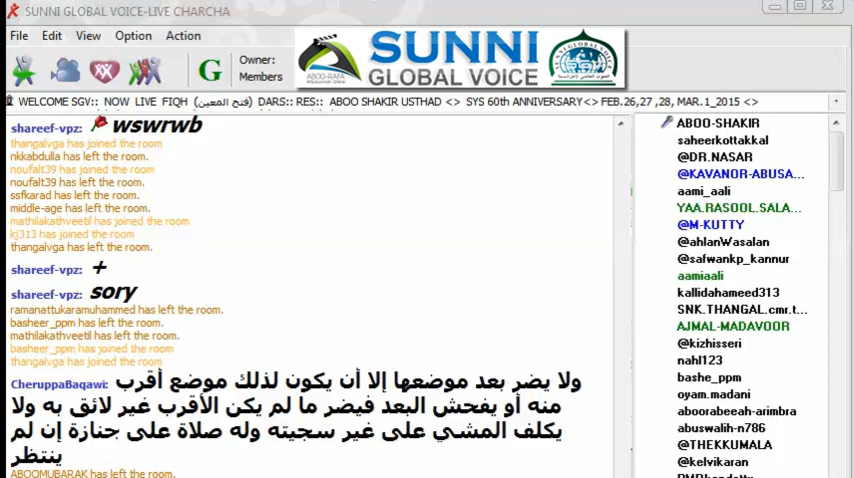 SUNNI GLOBAL VOICE-LIVE CHARCHA
File Edit View Option Action
G Owner:
Members
ABOO-RAFA
SUNNI
GLOBAL VOICE
WELCOME SGV:: NOW LIVE FIQH (فتح المعين) DARS:: RES:: ABOO SHAKIR USTHAD <> SYS 60th ANNIVERSARY<> FEB.26,27 ,28, MAR.1_2015 <>
shareef-vpz: wswrwb
thangalvga has joined the room
nkkabdulla has left the room.
noufalt39 has joined the room
noufalt39 has left the room.
ssfkarad has left the room.
middle-age has left the room.
mathilakathveetil has joined the room
kj313 has joined the room
thangalvga has left the room.
shareef-vpz: +
shareef-vpz: sory
ramanattukaramuhammed has left the room.
basheer_ppm has left the room.
mathilakathveetil has left the room.
basheer_ppm has joined the room
thangalvga has joined the room
CheruppaBaqawi: ولا يضر بعد موضعها إلا أن يكون لذلك موضع أقرب
منه أو يفحش البعد فيضر ما لم يكن الأقرب غير لائق به ولا
يكلف المشي على غير سجيته وله صلاة على جنازة إن لم
ينتظر
ABOOMUBARAK has left the room.
ABOO-SHAKIR
saheerkottakkal
@DR.NASAR
@KAVANOR-ABUSA...
aami_aali
YAA.RASOOL.SALA...
@M-KUTTY
@ahlanWasalan
@safwankp_kannur
aamiaali
kallidahameed313
SNK.THANGAL.cmr.t...
AJMAL-MADAVOOR
@kizhisseri
nahl123
bashe_ppm
oyam.madani
aboorabeeah-arimbra
abuswalih-n786
@THEKKUMALA
@kelvikaran